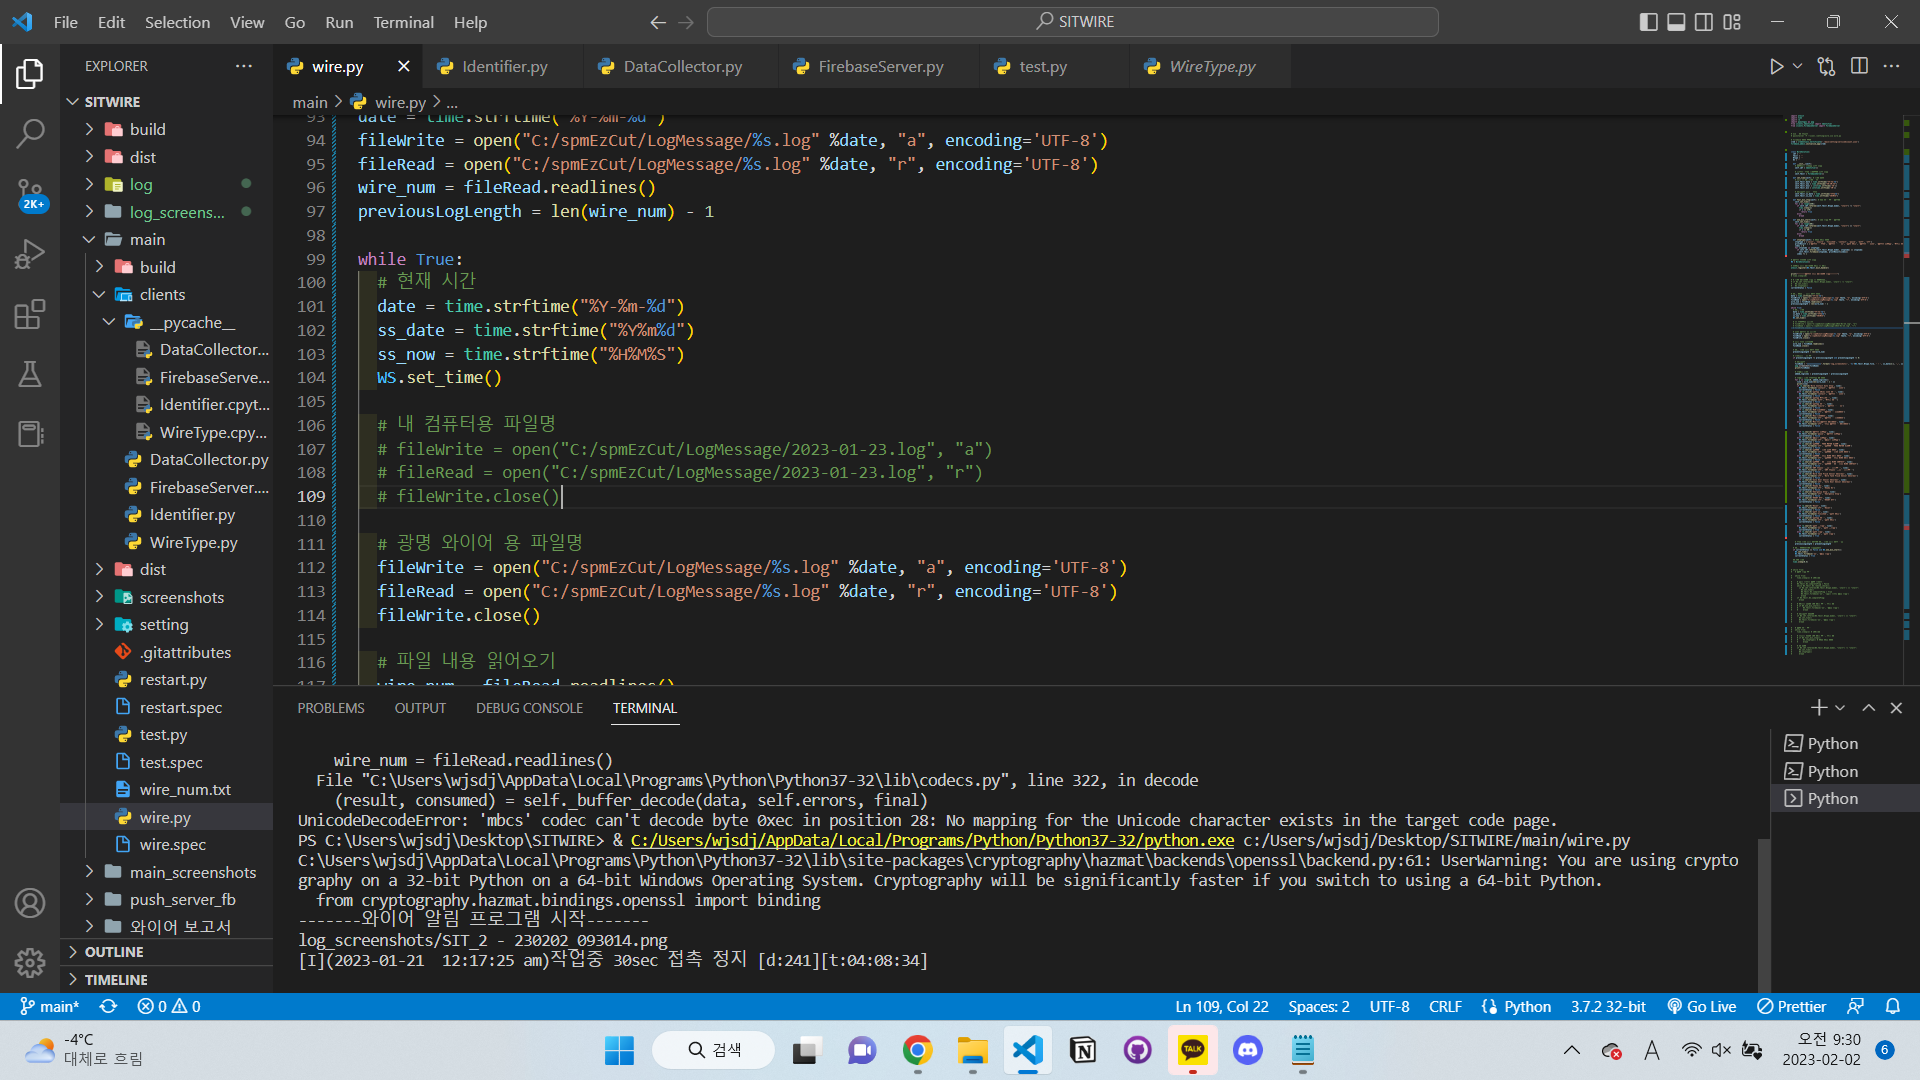 File Edit Selection View Go Run Terminal Help
SITWIRE
EXPLORER
wire.py
Identifier.py
DataCollector.py
FirebaseServer.py
test.py
WireType.py
main > wire.py > ...
SITWIRE
build
dist
log
log_screens...
main
build
clients
__pycache__
DataCollector...
FirebaseServe...
Identifier.cpyt...
WireType.cpy...
DataCollector.py
FirebaseServer....
Identifier.py
WireType.py
dist
screenshots
setting
.gitattributes
restart.py
restart.spec
test.py
test.spec
wire_num.txt
wire.py
wire.spec
main_screenshots
push_server_fb
와이어 보고서
OUTLINE
TIMELINE
2K+
93 date = time.strftime("%Y-%m-%d")
94 fileWrite = open("C:/spmEzCut/LogMessage/%s.log" %date, "a", encoding='UTF-8')
95 fileRead = open("C:/spmEzCut/LogMessage/%s.log" %date, "r", encoding='UTF-8')
96 wire_num = fileRead.readlines()
97 previousLogLength = len(wire_num) - 1
98
99 while True:
100 # 현재 시간
101 date = time.strftime("%Y-%m-%d")
102 ss_date = time.strftime("%Y%m%d")
103 ss_now = time.strftime("%H%M%S")
104 WS.set_time()
105
106 # 내 컴퓨터용 파일명
107 # fileWrite = open("C:/spmEzCut/LogMessage/2023-01-23.log", "a")
108 # fileRead = open("C:/spmEzCut/LogMessage/2023-01-23.log", "r")
109 # fileWrite.close()
110
111 # 광명 와이어 용 파일명
112 fileWrite = open("C:/spmEzCut/LogMessage/%s.log" %date, "a", encoding='UTF-8')
113 fileRead = open("C:/spmEzCut/LogMessage/%s.log" %date, "r", encoding='UTF-8')
114 fileWrite.close()
115
116 # 파일 내용 읽어오기
117 wire_num = fileRead.readlines()
PROBLEMS OUTPUT DEBUG CONSOLE TERMINAL
wire_num = fileRead.readlines()
File "C:\Users\wjsdj\AppData\Local\Programs\Python\Python37-32\lib\codecs.py", line 322, in decode
(result, consumed) = self._buffer_decode(data, self.errors, final)
UnicodeDecodeError: 'mbcs' codec can't decode byte 0xec in position 28: No mapping for the Unicode character exists in the target code page.
PS C:\Users\wjsdj\Desktop\SITWIRE> & C:/Users/wjsdj/AppData/Local/Programs/Python/Python37-32/python.exe c:/Users/wjsdj/Desktop/SITWIRE/main/wire.py
C:\Users\wjsdj\AppData\Local\Programs\Python\Python37-32\lib\site-packages\cryptography\hazmat\backends\openssl\backend.py:61: UserWarning: You are using crypto
graphy on a 32-bit Python on a 64-bit Windows Operating System. Cryptography will be significantly faster if you switch to using a 64-bit Python.
from cryptography.hazmat.bindings.openssl import binding
-------와이어 알림 프로그램 시작-------
log_screenshots/SIT_2 - 230202_093014.png
[I](2023-01-21  12:17:25 am)작업중 30sec 접촉 정지 [d:241][t:04:08:34]
Python
Python
Python
main* 0 0 Ln 109, Col 22 Spaces: 2 UTF-8 CRLF Python 3.7.2 32-bit Go Live Prettier
-4°C
대체로 흐림
검색
TALK
A
오전 9:30
2023-02-02
6